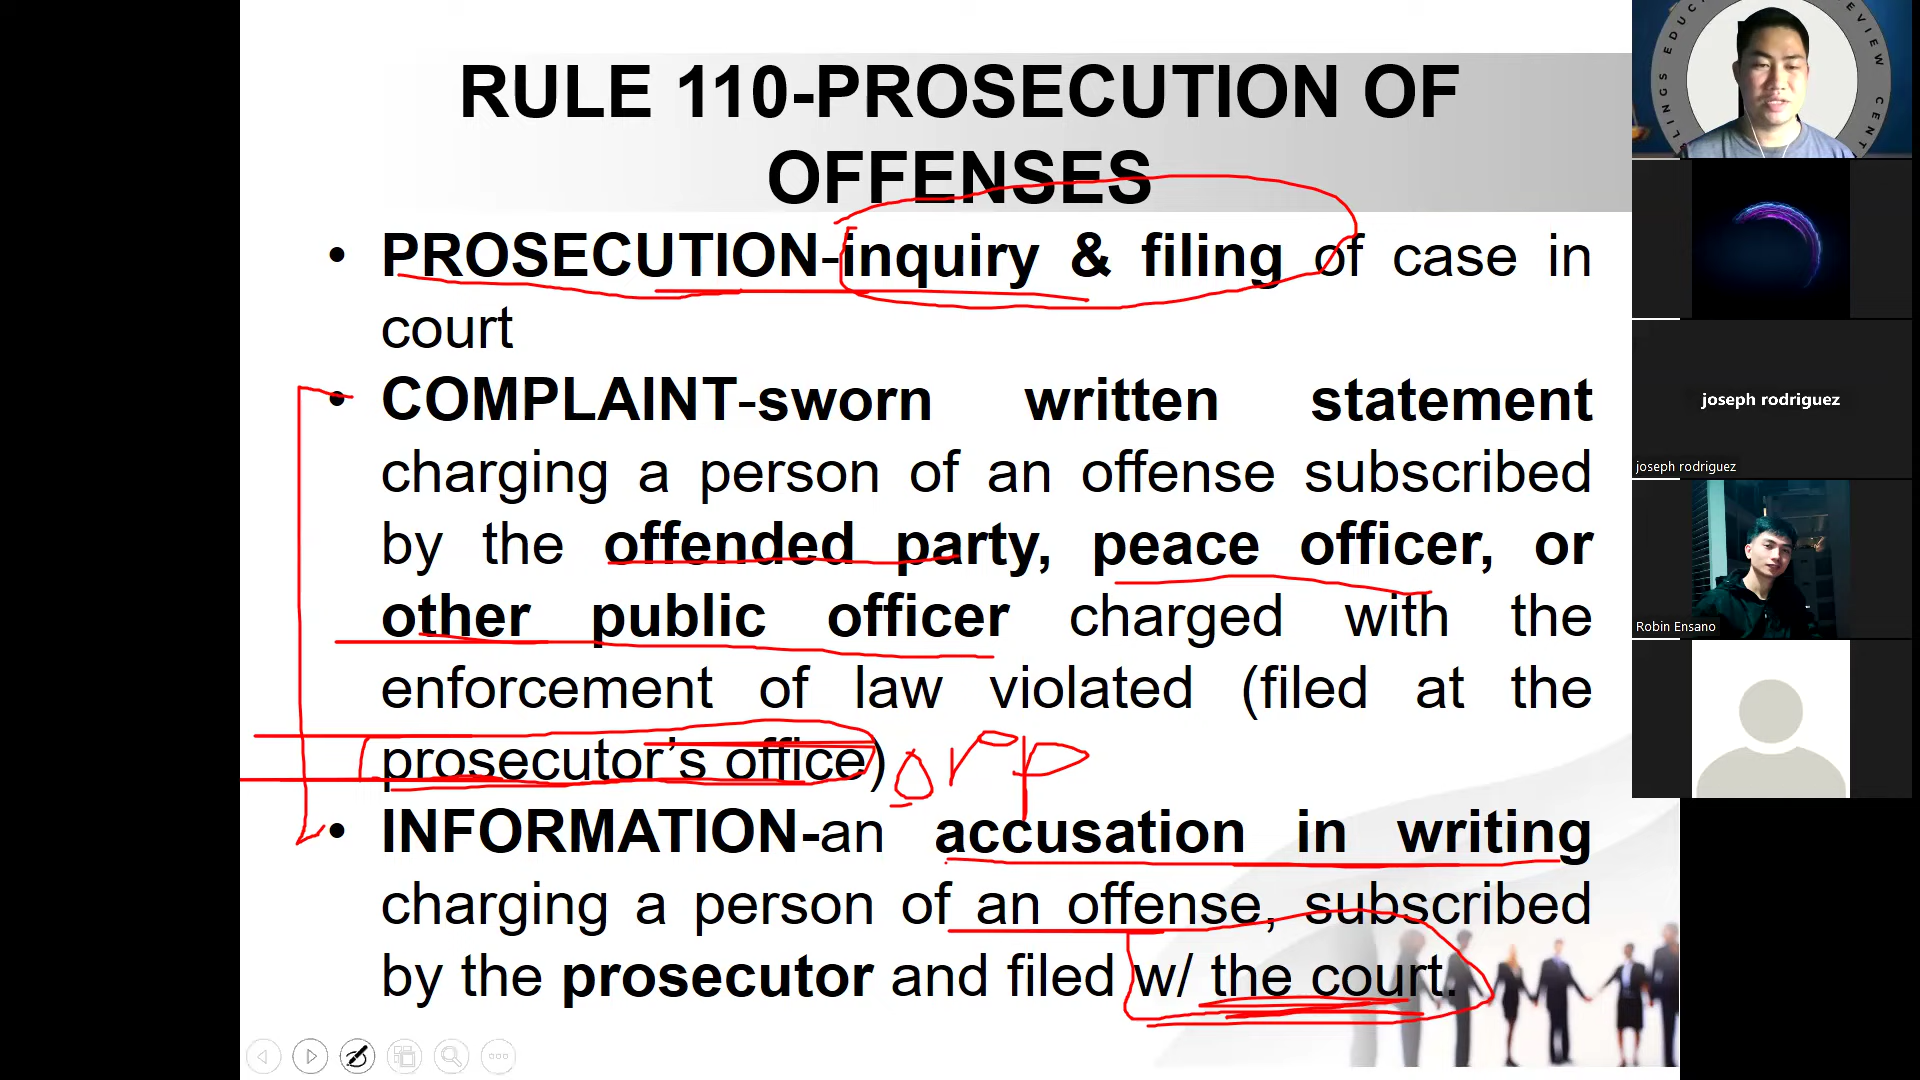 RULE 110-PROSECUTION OF
OFFENSES
• PROSECUTION-inquiry & filing of case in
court
• COMPLAINT-sworn written statement
charging a person of an offense subscribed
by the offended party, peace officer, or
other public officer charged with the
enforcement of law violated (filed at the
prosecutor’s office) orp
• INFORMATION-an accusation in writing
charging a person of an offense, subscribed
by the prosecutor and filed w/ the court.
joseph rodriguez
joseph rodriguez
Robin Ensano